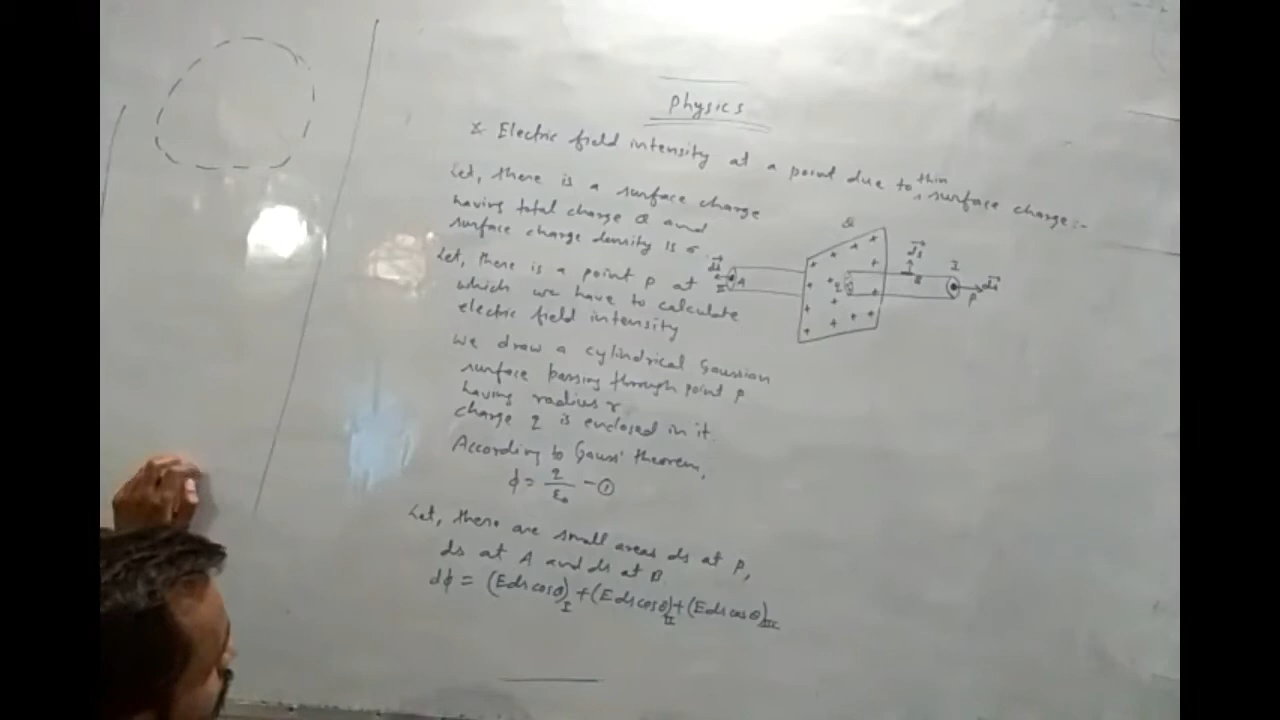 Physics
Electric field intensity at a point due to thin surface charge :-
Let, there is a surface charge
having total charge Q and
surface charge density is σ.
Let, there is a point P at
which we have to calculate
electric field intensity
We draw a cylindrical Gaussian
surface passing through point P
having radius r
charge q is enclosed in it.
According to Gauss' theorem,
ϕ = q/ε₀ - ①
Let, there are small areas ds at P,
ds at A and ds at B
dϕ = (Edscosθ)I + (Edscosθ)II + (Edscosθ)III
Q
ds
A
II
q
ds
B
I
ds
P